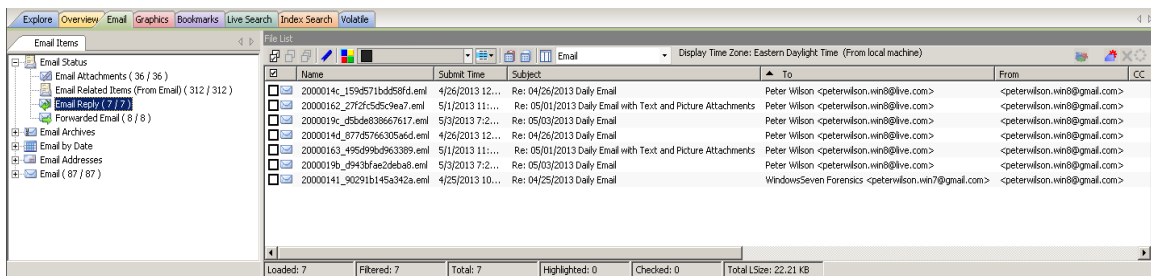 Explore Overview Email Graphics Bookmarks Live Search Index Search Volatile
Email Items
File List
Email Status
Email Attachments ( 36 / 36 )
Email Related Items (From Email) ( 312 / 312 )
Email Reply ( 7 / 7 )
Forwarded Email ( 8 / 8 )
Email Archives
Email by Date
Email Addresses
Email ( 87 / 87 )
Email Display Time Zone: Eastern Daylight Time (From local machine)
Name Submit Time Subject To From CC
2000014c_159d571bdd58fd.eml 4/26/2013 12... Re: 04/26/2013 Daily Email Peter Wilson <peterwilson.win8@live.com> <peterwilson.win8@gmail.com>
20000162_27f2fc5d5c9ea7.eml 5/1/2013 11:... Re: 05/01/2013 Daily Email with Text and Picture Attachments Peter Wilson <peterwilson.win8@live.com> <peterwilson.win8@gmail.com>
2000019c_d5bde838667617.eml 5/3/2013 7:2... Re: 05/03/2013 Daily Email Peter Wilson <peterwilson.win8@live.com> <peterwilson.win8@gmail.com>
2000014d_877d5766305a6d.eml 4/26/2013 12... Re: 04/26/2013 Daily Email Peter Wilson <peterwilson.win8@live.com> <peterwilson.win8@gmail.com>
20000163_495d99bd963389.eml 5/1/2013 11:... Re: 05/01/2013 Daily Email with Text and Picture Attachments Peter Wilson <peterwilson.win8@live.com> <peterwilson.win8@gmail.com>
2000019b_d943bfae2deba8.eml 5/3/2013 7:2... Re: 05/03/2013 Daily Email Peter Wilson <peterwilson.win8@live.com> <peterwilson.win8@gmail.com>
20000141_90291b145a342a.eml 4/25/2013 10... Re: 04/25/2013 Daily Email WindowsSeven Forensics <peterwilson.win7@gmail.com> <peterwilson.win8@gmail.com>
Loaded: 7 Filtered: 7 Total: 7 Highlighted: 0 Checked: 0 Total LSize: 22.21 KB